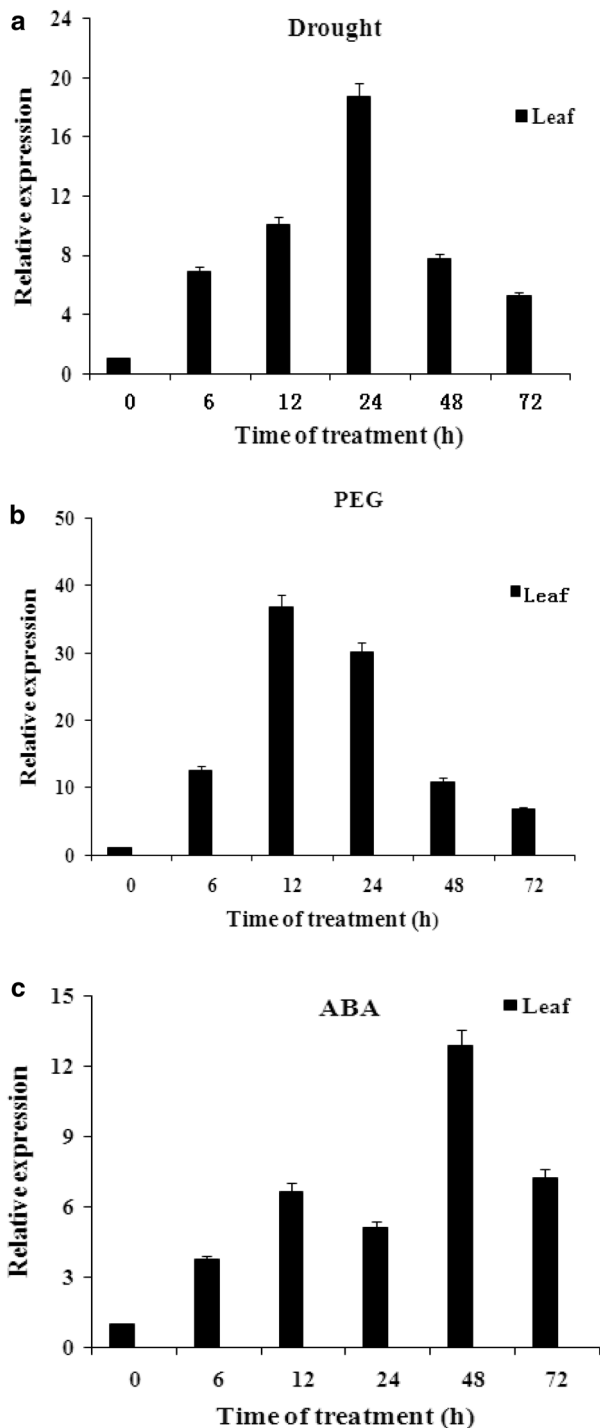 a
Drought
24
20
16
12
8
4
0
Relative expression
Leaf
0 6 12 24 48 72
Time of treatment (h)
b
PEG
50
40
30
20
10
0
Relative expression
Leaf
0 6 12 24 48 72
Time of treatment (h)
c
ABA
15
12
9
6
3
0
Relative expression
Leaf
0 6 12 24 48 72
Time of treatment (h)